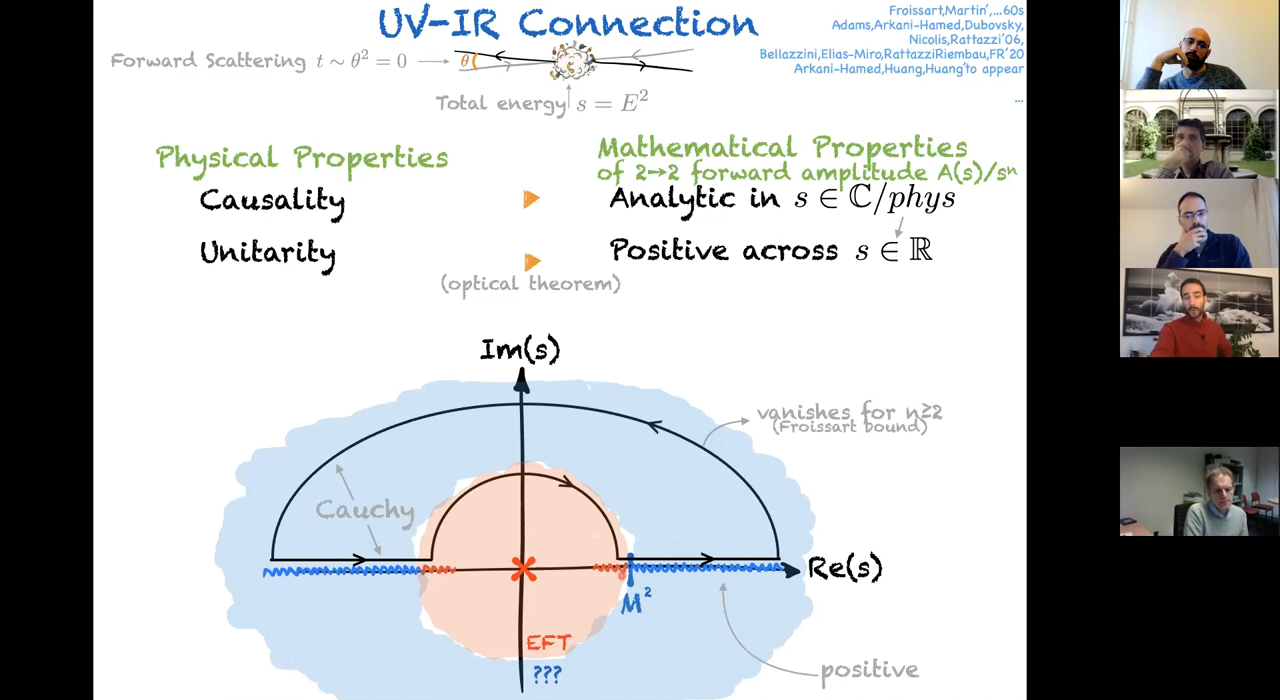 UV-IR Connection
Froissart,Martin´,...60s
Adams,Arkani-Hamed,Dubovsky,
Nicolis,Rattazzi'06,
Bellazzini,Elias-Miro,RattazziRiembau,FR'20
Arkani-Hamed,Huang,Huang'to appear
...
Forward Scattering t ∼ θ² = 0
θ
Total energy s = E²
Physical Properties
Mathematical Properties
of 2→2 forward amplitude A(s)/sⁿ
Causality
Analytic in s ∈ ℂ/phys
Unitarity
Positive across s ∈ ℝ
(optical theorem)
Im(s)
vanishes for n≥2
(Froissart bound)
Cauchy
Re(s)
M²
EFT
???
positive